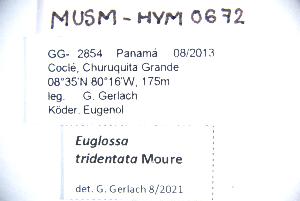 MUSM-HYM 0672
GG- 2854 Panamá 08/2013
Coclé, Churuquita Grande
08°35'N 80°16'W, 175m
leg. G. Gerlach
Köder. Eugenol
Euglossa
tridentata Moure
det. G. Gerlach 8/2021